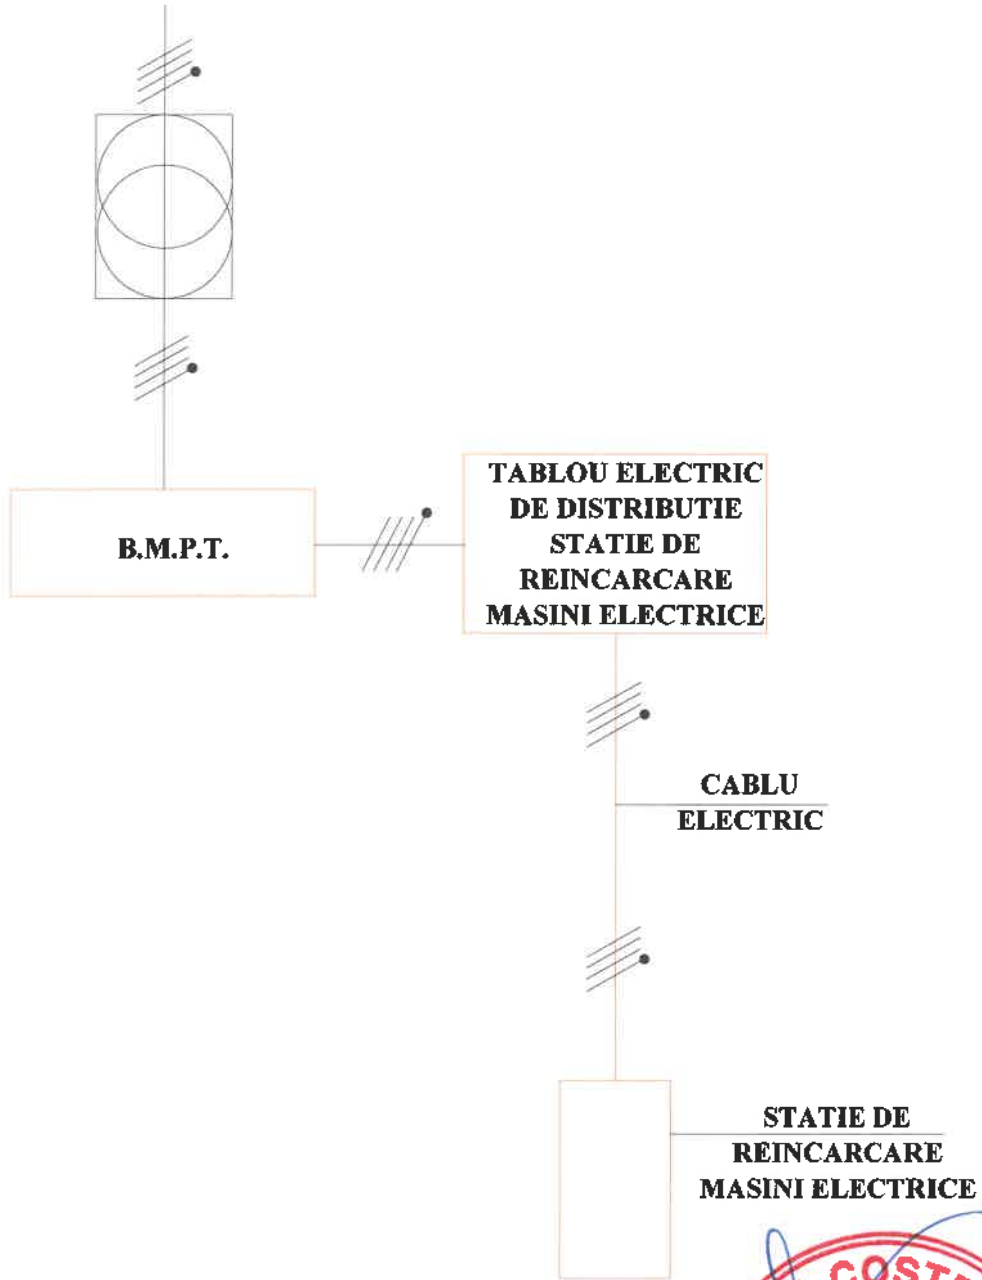 B.M.P.T.
TABLOU ELECTRIC
DE DISTRIBUTIE
STATIE DE
REINCARCARE
MASINI ELECTRICE
CABLU
ELECTRIC
STATIE DE
REINCARCARE
MASINI ELECTRICE